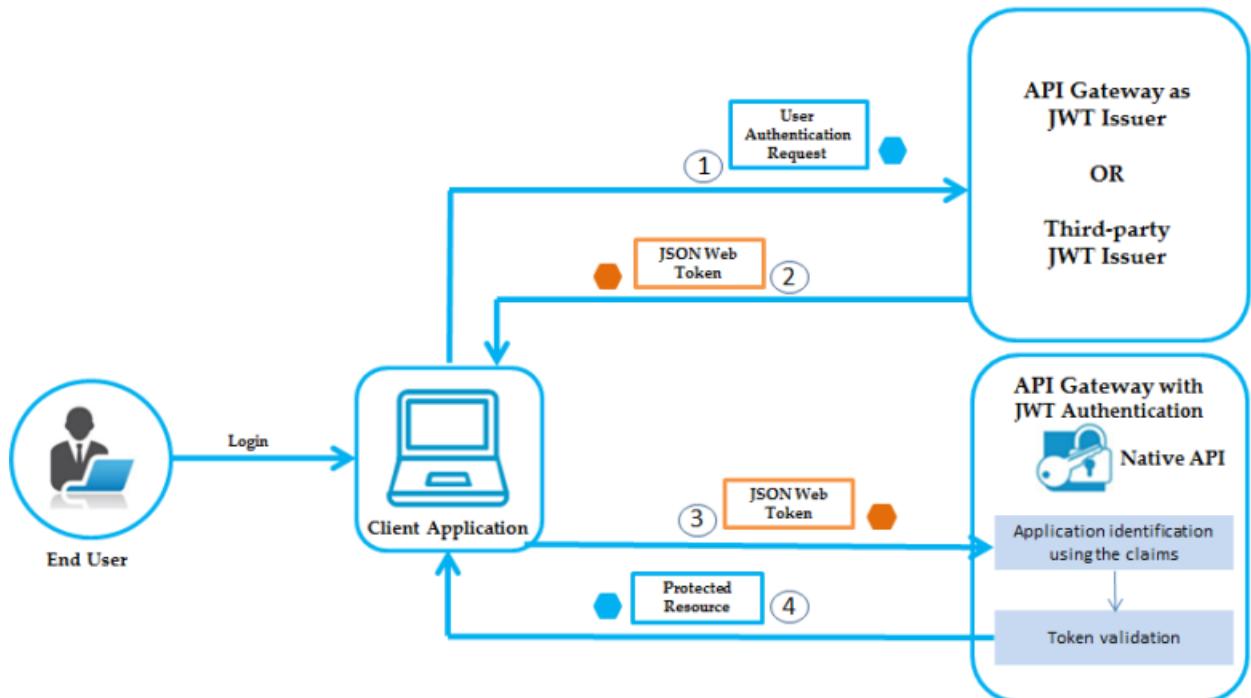 User
Authentication
Request
1
API Gateway as
JWT Issuer
OR
Third-party
JWT Issuer
JSON Web
Token
2
Login
End User
Client Application
API Gateway with
JWT Authentication
Native API
3
JSON Web
Token
Application identification
using the claims
Protected
Resource
4
Token validation